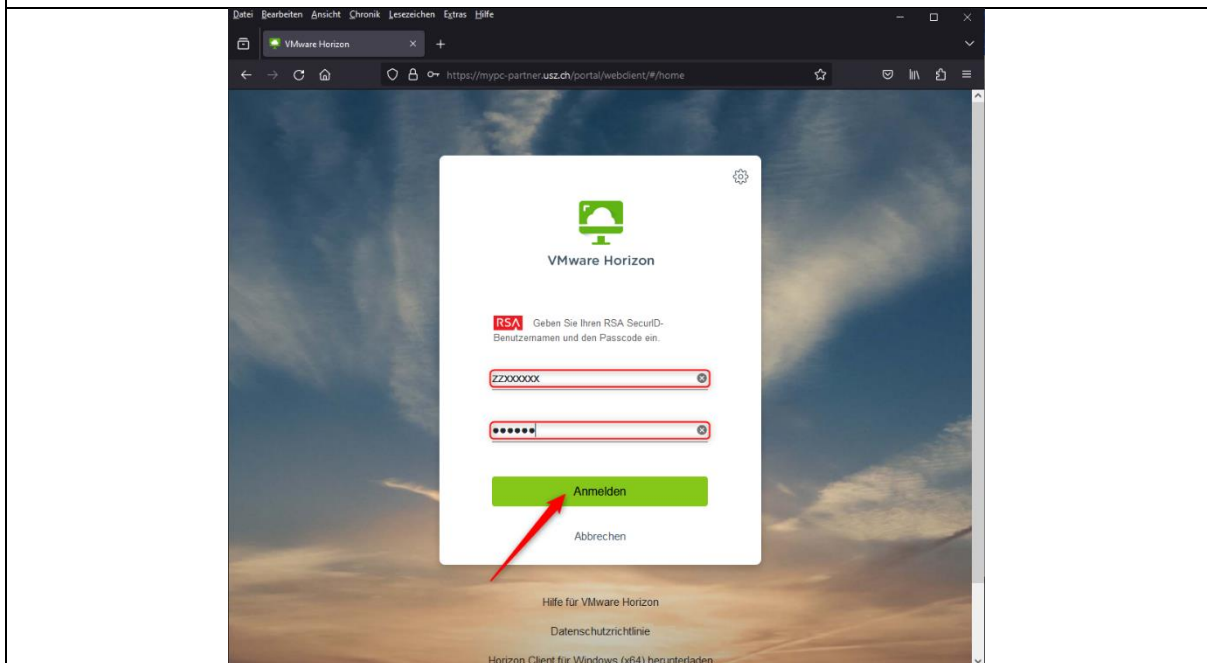 Datei Bearbeiten Ansicht Chronik Lesezeichen Extras Hilfe
VMware Horizon
https://mypc-partner.usz.ch/portal/webclient/#/home
VMware Horizon
RSA Geben Sie Ihren RSA SecurID-
Benutzernamen und den Passcode ein.
zzxxxxxx
Anmelden
Abbrechen
Hilfe für VMware Horizon
Datenschutzrichtlinie
Horizon Client für Windows (x64) herunterladen